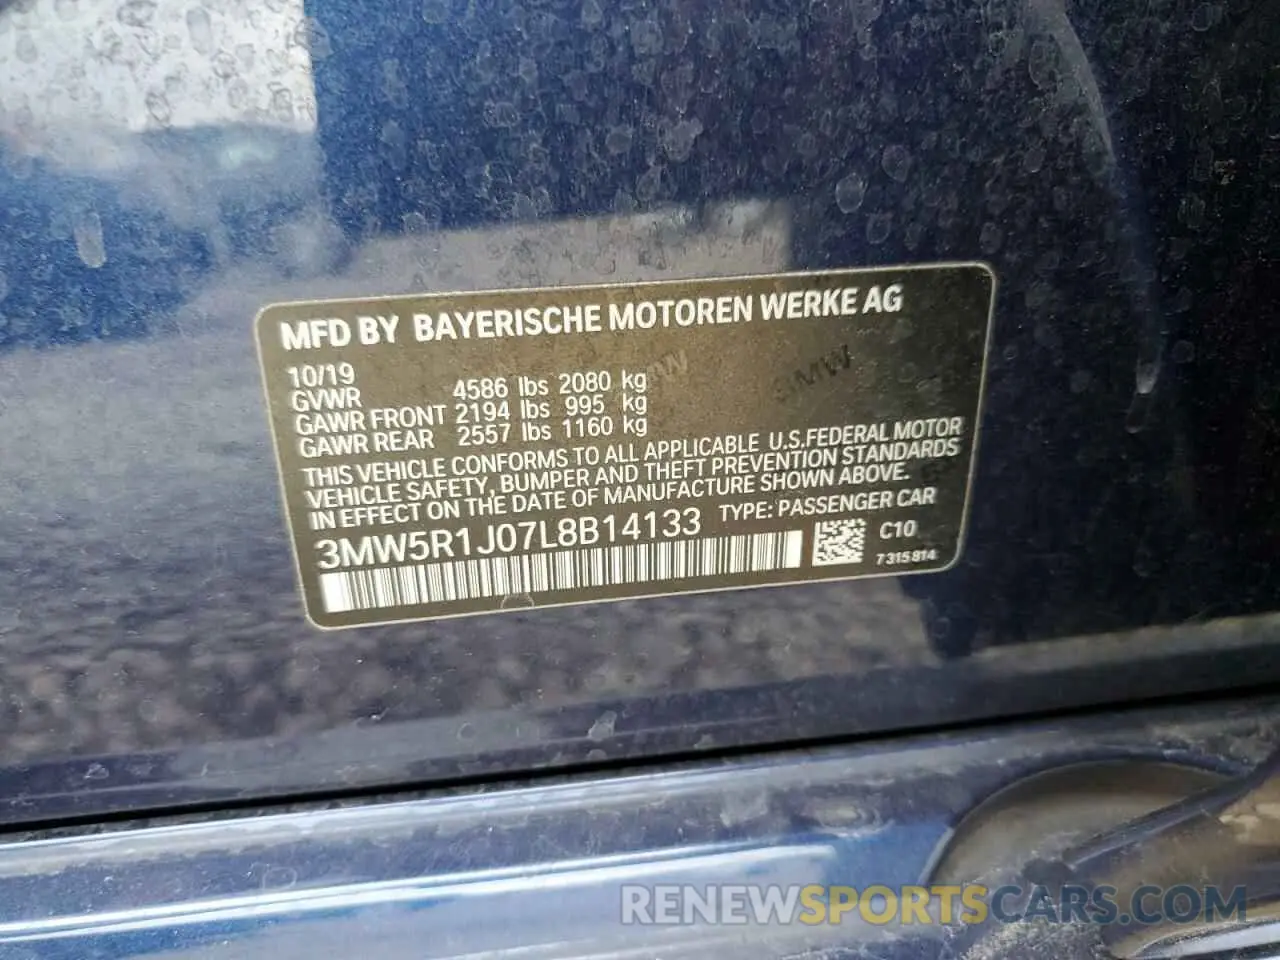 MFD BY BAYERISCHE MOTOREN WERKE AG
10/19
GVWR 4586 lbs 2080 kg
GAWR FRONT 2194 lbs 995 kg
GAWR REAR 2557 lbs 1160 kg
THIS VEHICLE CONFORMS TO ALL APPLICABLE U.S.FEDERAL MOTOR
VEHICLE SAFETY, BUMPER AND THEFT PREVENTION STANDARDS
IN EFFECT ON THE DATE OF MANUFACTURE SHOWN ABOVE.
3MW5R1J07L8B14133 TYPE: PASSENGER CAR
C10
7315814
BMW
RENEWSPORTSCARS.COM